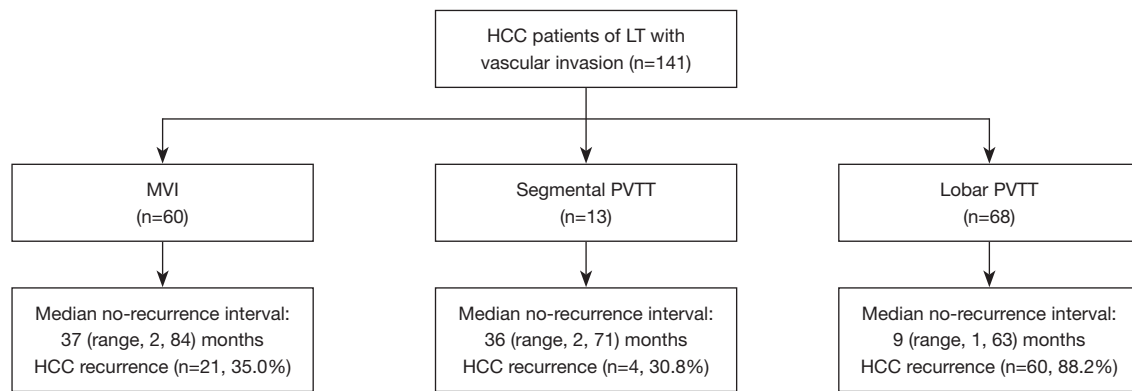 HCC patients of LT with
vascular invasion (n=141)
MVI
(n=60)
Segmental PVTT
(n=13)
Lobar PVTT
(n=68)
Median no-recurrence interval:
37 (range, 2, 84) months
HCC recurrence (n=21, 35.0%)
Median no-recurrence interval:
36 (range, 2, 71) months
HCC recurrence (n=4, 30.8%)
Median no-recurrence interval:
9 (range, 1, 63) months
HCC recurrence (n=60, 88.2%)